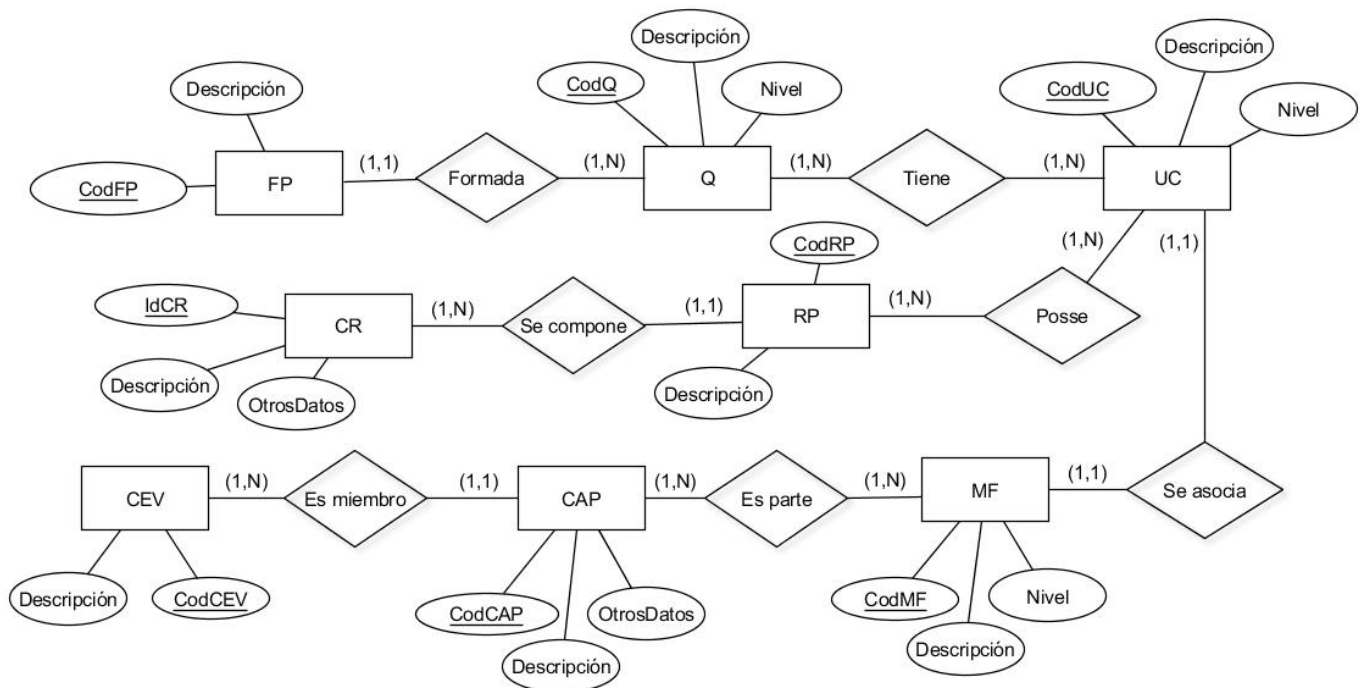 Descripción
CodQ
Descripción
Nivel
CodUC
Descripción
Nivel
CodFP
FP
(1,1)
Formada
(1,N)
Q
(1,N)
Tiene
(1,N)
UC
(1,N)
(1,1)
CodRP
IdCR
CR
(1,N)
Se compone
(1,1)
RP
(1,N)
Posse
Descripción
OtrosDatos
Descripción
CEV
(1,N)
Es miembro
(1,1)
CAP
(1,N)
Es parte
(1,N)
MF
(1,1)
Se asocia
Descripción
CodCEV
CodCAP
Descripción
OtrosDatos
CodMF
Descripción
Nivel